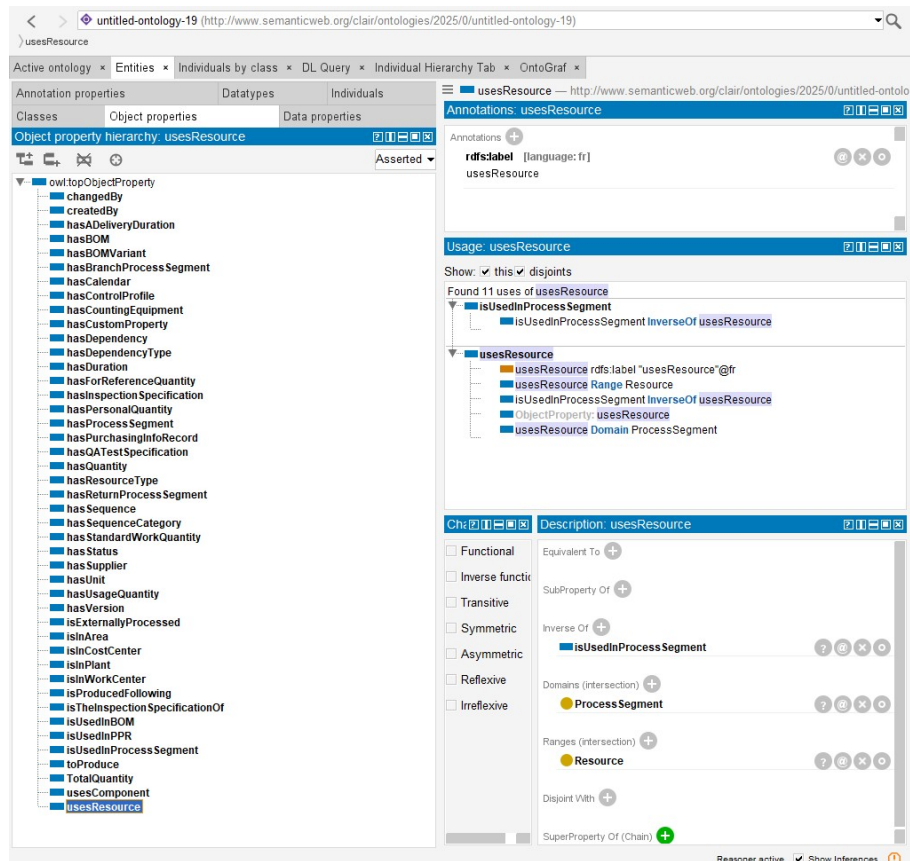 untitled-ontology-19 (http://www.semanticweb.org/clair/ontologies/2025/0/untitled-ontology-19)
usesResource
Active ontology × Entities × Individuals by class × DL Query × Individual Hierarchy Tab × OntoGraf ×
Annotation properties Datatypes Individuals
Classes Object properties Data properties
Object property hierarchy: usesResource
Asserted
owl:topObjectProperty
changedBy
createdBy
hasADeliveryDuration
hasBOM
hasBOMVariant
hasBranchProcessSegment
hasCalendar
hasControlProfile
hasCountingEquipment
hasCustomProperty
hasDependency
hasDependencyType
hasDuration
hasForReferenceQuantity
hasInspectionSpecification
hasPersonalQuantity
hasProcessSegment
hasPurchasingInfoRecord
hasQATestSpecification
hasQuantity
hasResourceType
hasReturnProcessSegment
hasSequence
hasSequenceCategory
hasStandardWorkQuantity
hasStatus
hasSupplier
hasUnit
hasUsageQuantity
hasVersion
isExternallyProcessed
isInArea
isInCostCenter
isInPlant
isInWorkCenter
isProducedFollowing
isTheInspectionSpecificationOf
isUsedInBOM
isUsedInPPR
isUsedInProcessSegment
toProduce
TotalQuantity
usesComponent
usesResource
usesResource — http://www.semanticweb.org/clair/ontologies/2025/0/untitled-ontolo
Annotations: usesResource
Annotations
rdfs:label [language: fr]
usesResource
Usage: usesResource
Show: this disjoints
Found 11 uses of usesResource
isUsedInProcessSegment
isUsedInProcessSegment InverseOf usesResource
usesResource
usesResource rdfs:label "usesResource"@fr
usesResource Range Resource
isUsedInProcessSegment InverseOf usesResource
ObjectProperty: usesResource
usesResource Domain ProcessSegment
Cha
Functional
Inverse functio
Transitive
Symmetric
Asymmetric
Reflexive
Irreflexive
Description: usesResource
Equivalent To
SubProperty Of
Inverse Of
isUsedInProcessSegment
Domains (intersection)
ProcessSegment
Ranges (intersection)
Resource
Disjoint With
SuperProperty Of (Chain)
Reasoner active Show Inferences